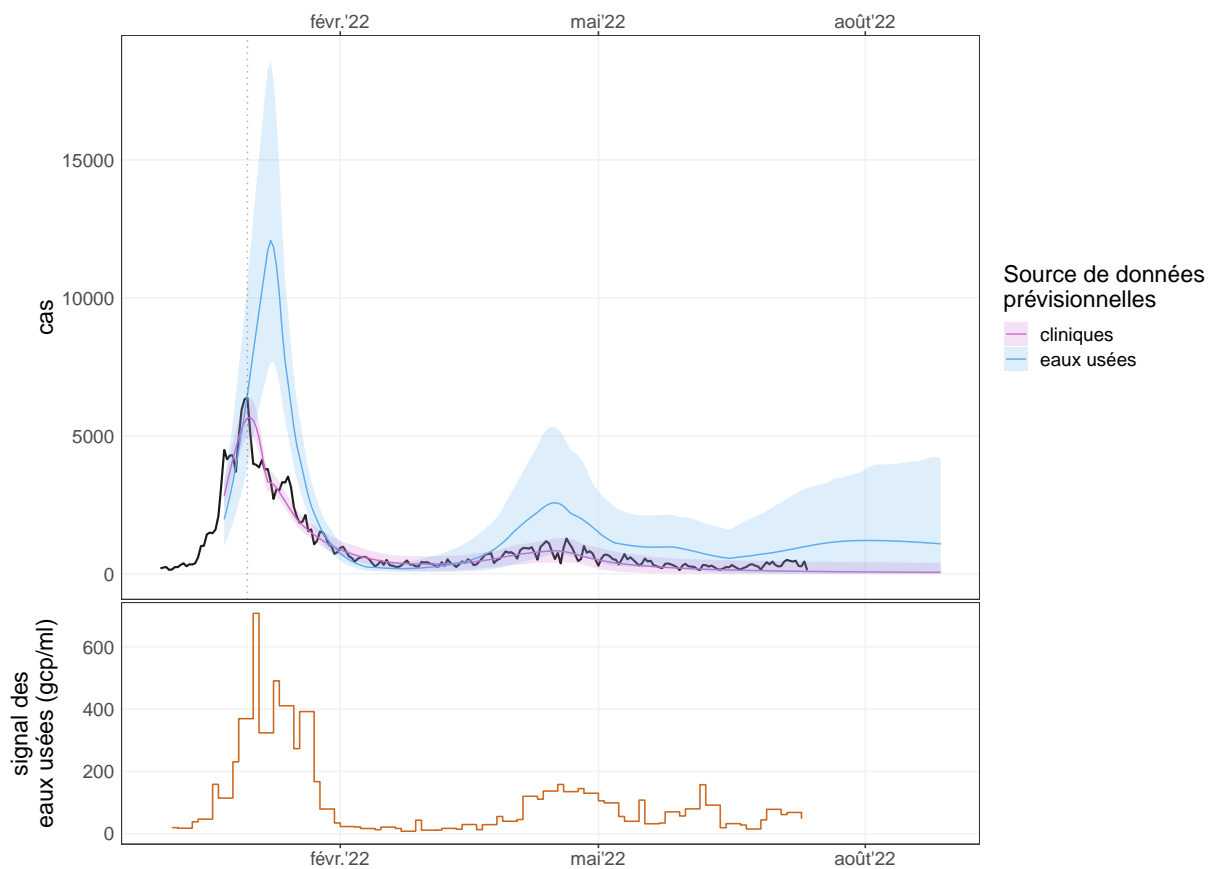 févr.'22
mai'22
août'22
15000
10000
5000
0
cas
Source de données
prévisionnelles
cliniques
eaux usées
600
400
200
0
signal des
eaux usées (gcp/ml)
févr.'22
mai'22
août'22